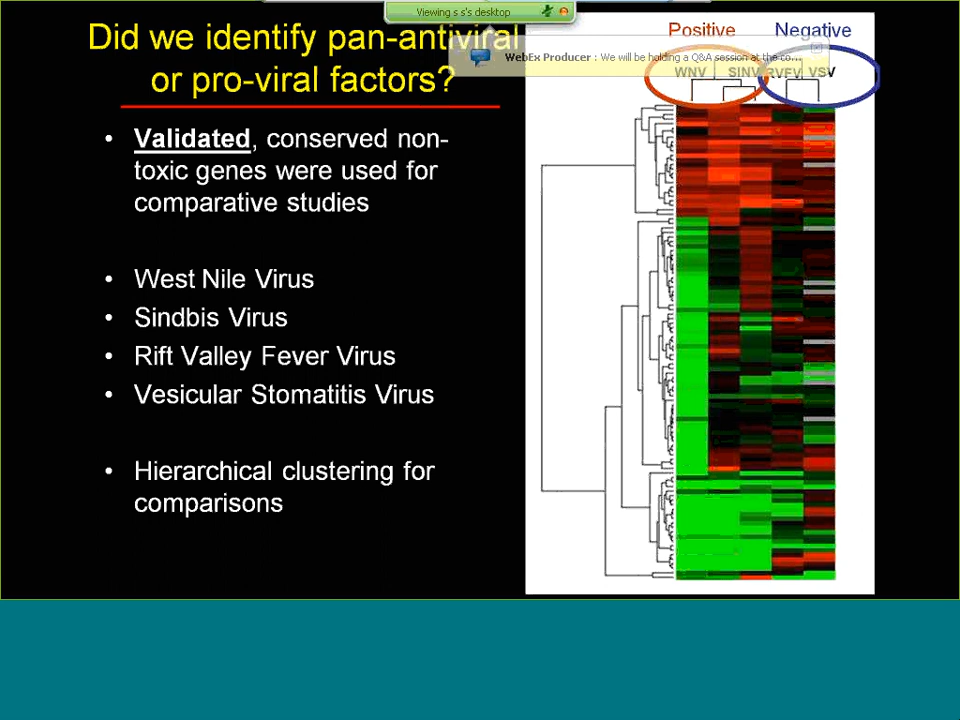 Viewing s s's desktop
Did we identify pan-antiviral
or pro-viral factors?
WebEx Producer : We will be holding a Q&A session at the co...
Positive Negative
WNV SINV RVFV VSV
• Validated, conserved non-
toxic genes were used for
comparative studies
• West Nile Virus
• Sindbis Virus
• Rift Valley Fever Virus
• Vesicular Stomatitis Virus
• Hierarchical clustering for
comparisons